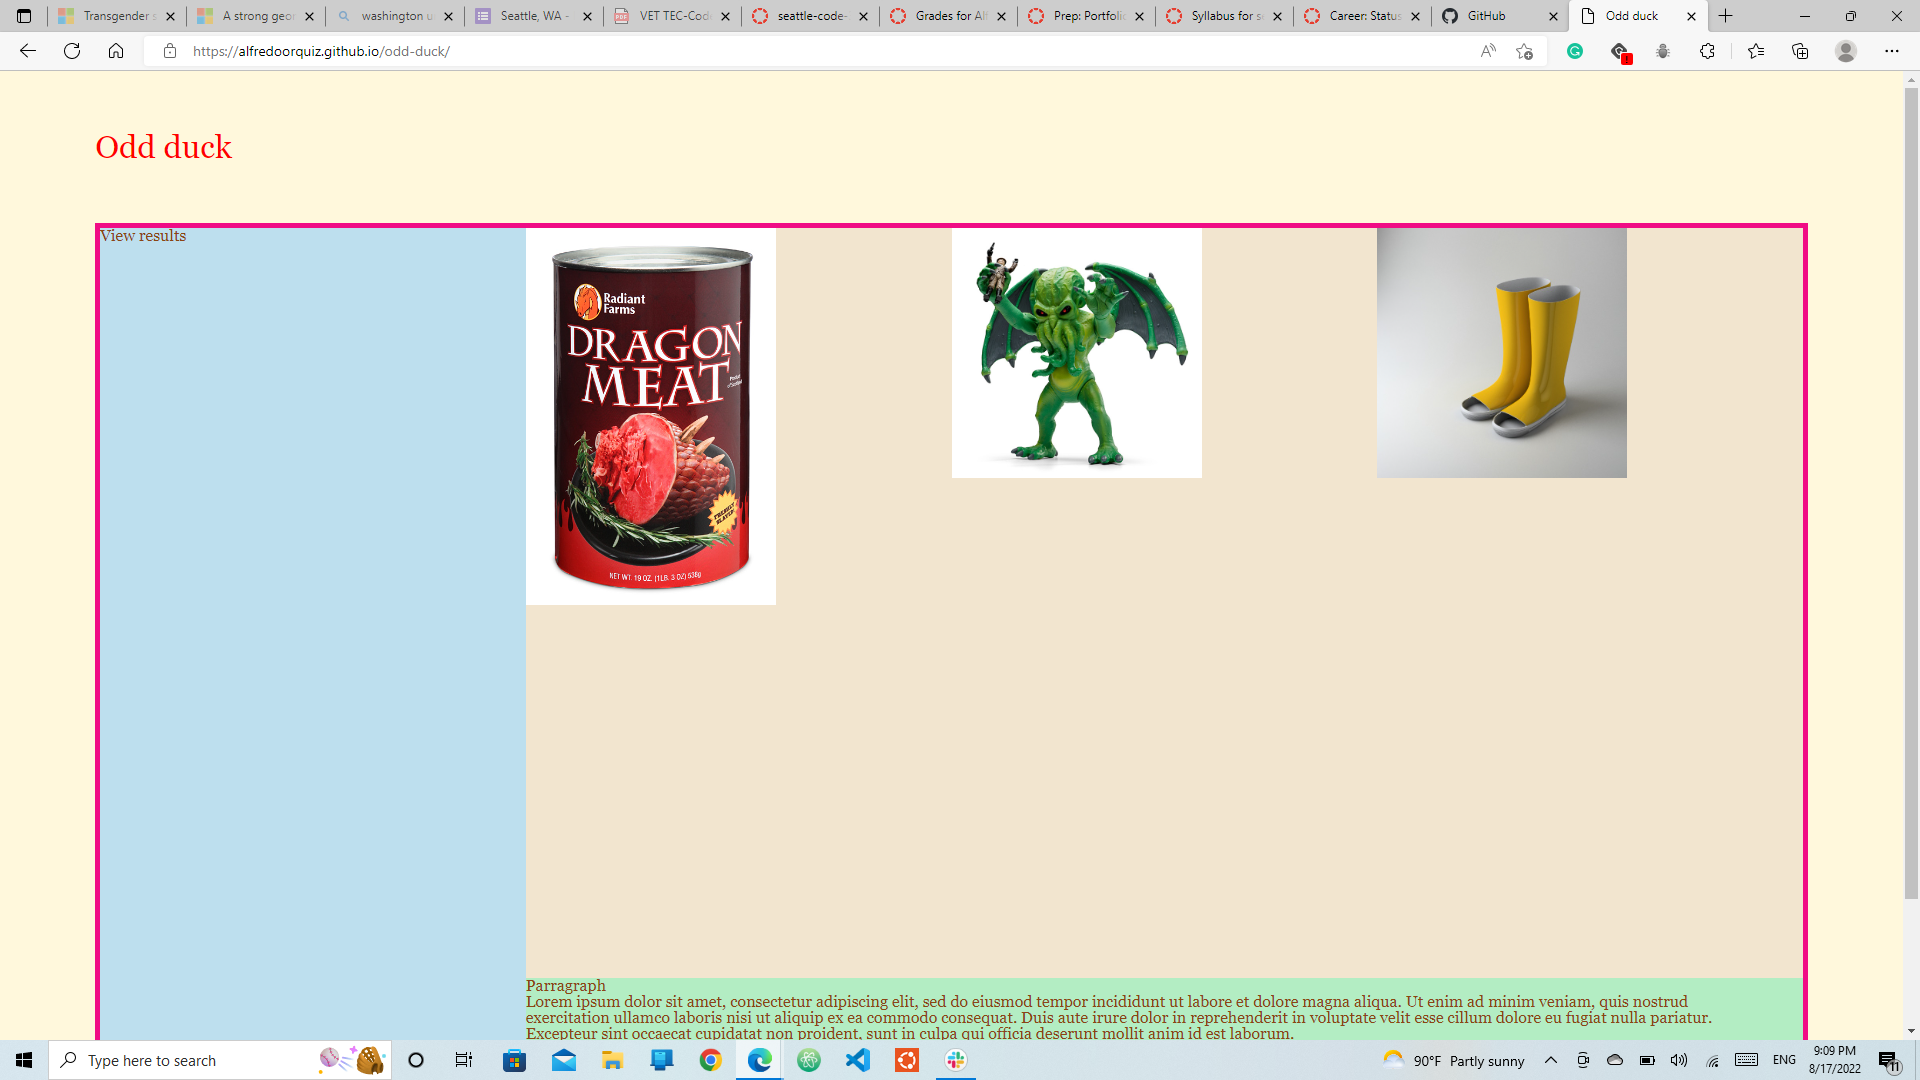 Transgender s
A strong geor
washington u
Seattle, WA -
VET TEC-Cod
seattle-code-
Grades for Alf
Prep: Portfolio
Syllabus for s
Career: Status
GitHub
Odd duck
https://alfredoorquiz.github.io/odd-duck/
Odd duck
View results
Radiant
Farms
DRAGON
MEAT
NET WT. 19 OZ. (1LB. 3 OZ) 538g
Parragraph
Lorem ipsum dolor sit amet, consectetur adipiscing elit, sed do eiusmod tempor incididunt ut labore et dolore magna aliqua. Ut enim ad minim veniam, quis nostrud
exercitation ullamco laboris nisi ut aliquip ex ea commodo consequat. Duis aute irure dolor in reprehenderit in voluptate velit esse cillum dolore eu fugiat nulla pariatur.
Excepteur sint occaecat cupidatat non proident, sunt in culpa qui officia deserunt mollit anim id est laborum.
Type here to search
90°F Partly sunny
ENG
9:09 PM
8/17/2022
11